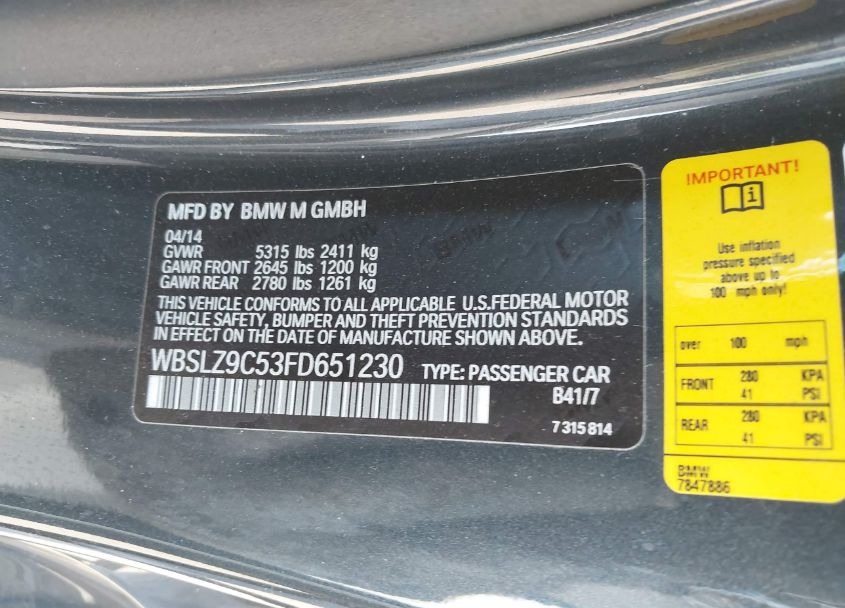 MFD BY BMW M GMBH
04/14
GVWR 5315 lbs 2411 kg
GAWR FRONT 2645 lbs 1200 kg
GAWR REAR 2780 lbs 1261 kg
THIS VEHICLE CONFORMS TO ALL APPLICABLE U.S.FEDERAL MOTOR
VEHICLE SAFETY, BUMPER AND THEFT PREVENTION STANDARDS
IN EFFECT ON THE DATE OF MANUFACTURE SHOWN ABOVE.
WBSLZ9C53FD651230 TYPE: PASSENGER CAR
B41/7
7 315 814
!IMPORTANT!
i
Use inflation
pressure specified
above up to
100 mph only!
over 100 mph
FRONT 280 KPA
41 PSI
REAR 280 KPA
41 PSI
BMW
7847886